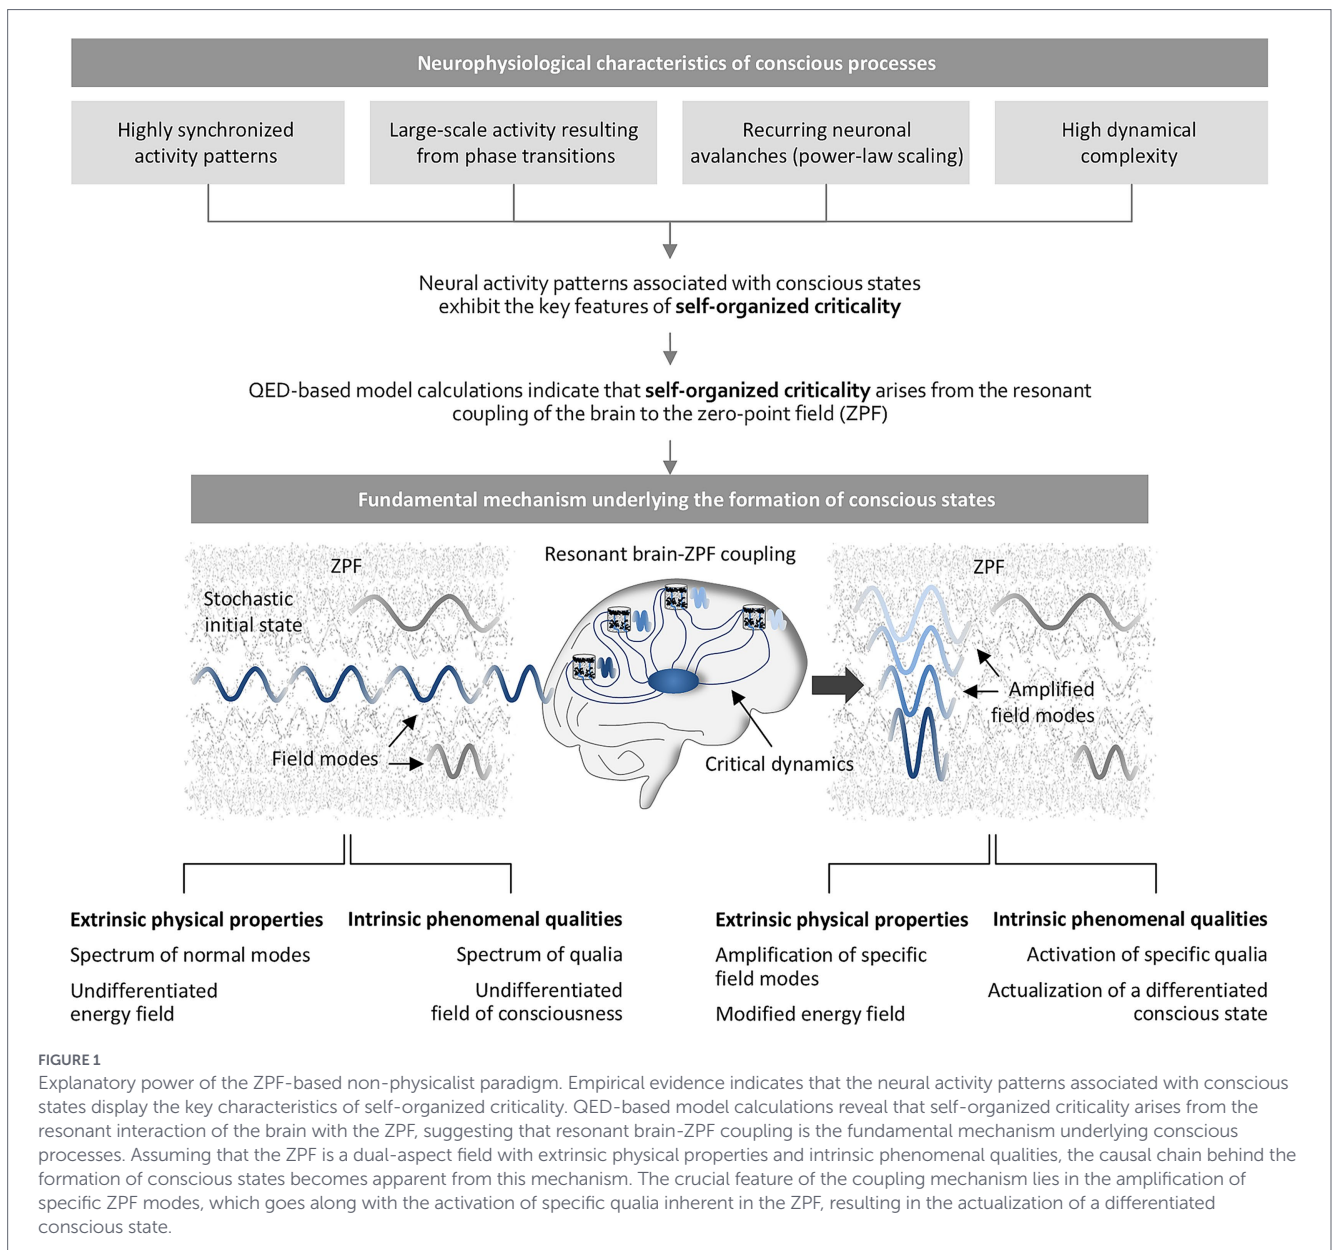 Neurophysiological characteristics of conscious processes
Highly synchronized
activity patterns
Large-scale activity resulting
from phase transitions
Recurring neuronal
avalanches (power-law scaling)
High dynamical
complexity
Neural activity patterns associated with conscious states
exhibit the key features of self-organized criticality
QED-based model calculations indicate that self-organized criticality arises from the resonant
coupling of the brain to the zero-point field (ZPF)
Fundamental mechanism underlying the formation of conscious states
ZPF
Stochastic
initial state
Field modes
Resonant brain-ZPF coupling
Critical dynamics
ZPF
Amplified
field modes
Extrinsic physical properties
Spectrum of normal modes
Undifferentiated
energy field
Intrinsic phenomenal qualities
Spectrum of qualia
Undifferentiated
field of consciousness
Extrinsic physical properties
Amplification of specific
field modes
Modified energy field
Intrinsic phenomenal qualities
Activation of specific qualia
Actualization of a differentiated
conscious state
FIGURE 1
Explanatory power of the ZPF-based non-physicalist paradigm. Empirical evidence indicates that the neural activity patterns associated with conscious
states display the key characteristics of self-organized criticality. QED-based model calculations reveal that self-organized criticality arises from the
resonant interaction of the brain with the ZPF, suggesting that resonant brain-ZPF coupling is the fundamental mechanism underlying conscious
processes. Assuming that the ZPF is a dual-aspect field with extrinsic physical properties and intrinsic phenomenal qualities, the causal chain behind the
formation of conscious states becomes apparent from this mechanism. The crucial feature of the coupling mechanism lies in the amplification of
specific ZPF modes, which goes along with the activation of specific qualia inherent in the ZPF, resulting in the actualization of a differentiated
conscious state.